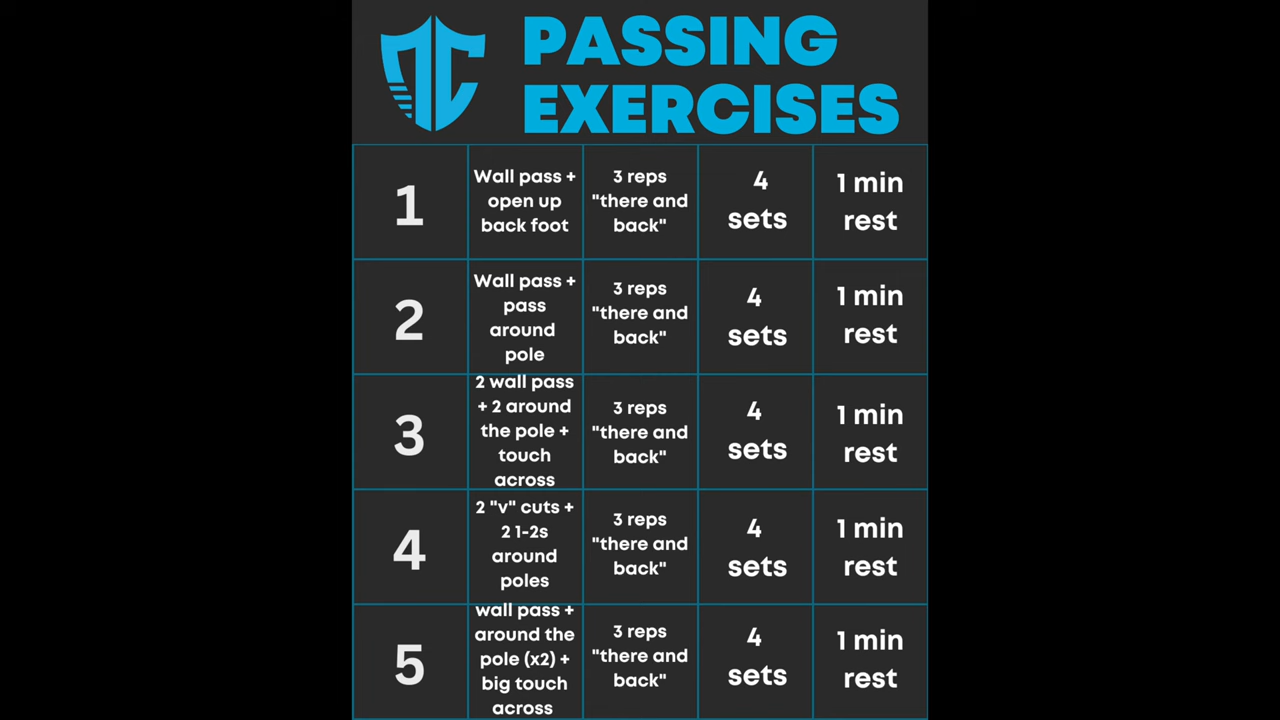 PASSING
EXERCISES
1
Wall pass +
open up
back foot
3 reps
"there and
back"
4
sets
1 min
rest
2
Wall pass +
pass
around
pole
3 reps
"there and
back"
4
sets
1 min
rest
3
2 wall pass
+ 2 around
the pole +
touch
across
3 reps
"there and
back"
4
sets
1 min
rest
4
2 "v" cuts +
2 1-2s
around
poles
3 reps
"there and
back"
4
sets
1 min
rest
5
wall pass +
around the
pole (x2) +
big touch
across
3 reps
"there and
back"
4
sets
1 min
rest